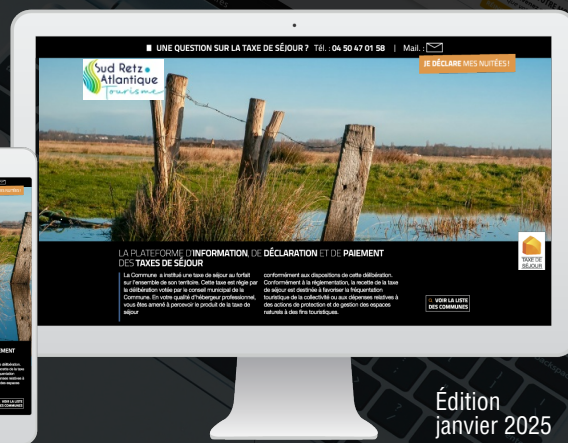 UNE QUESTION SUR LA TAXE DE SÉJOUR ? Tél. : 04 50 47 01 58 | Mail. :
JE DÉCLARE MES NUITÉES !
Sud Retz
Atlantique
Tourisme
LA PLATEFORME D'INFORMATION, DE DÉCLARATION ET DE PAIEMENT
DES TAXES DE SÉJOUR
La Commune a institué une taxe de séjour au forfait
sur l'ensemble de son territoire. Cette taxe est régie par
la délibération votée par le conseil municipal de la
Commune. En votre qualité d'hébergeur professionnel,
vous êtes amené à percevoir le produit de la taxe de
séjour
conformément aux dispositions de cette délibération.
Conformément à la réglementation, la recette de la taxe
de séjour est destinée à favoriser la fréquentation
touristique de la collectivité ou aux dépenses relatives à
des actions de protection et de gestion des espaces
naturels à des fins touristiques.
TAXE DE
SÉJOUR
VOIR LA LISTE
DES COMMUNES
Édition
janvier 2025